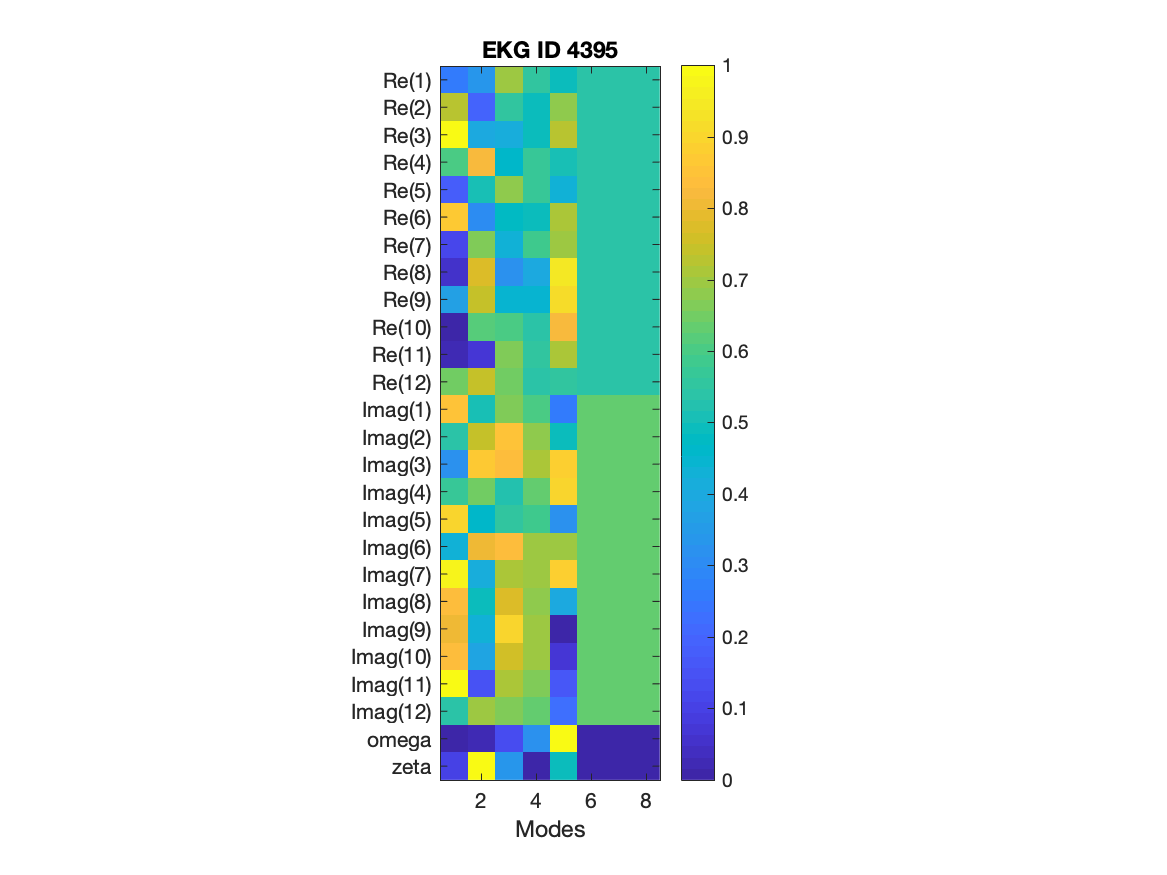 EKG ID 4395
Re(1)
Re(2)
Re(3)
Re(4)
Re(5)
Re(6)
Re(7)
Re(8)
Re(9)
Re(10)
Re(11)
Re(12)
Imag(1)
Imag(2)
Imag(3)
Imag(4)
Imag(5)
Imag(6)
Imag(7)
Imag(8)
Imag(9)
Imag(10)
Imag(11)
Imag(12)
omega
zeta
2 4 6 8
Modes
1
0.9
0.8
0.7
0.6
0.5
0.4
0.3
0.2
0.1
0